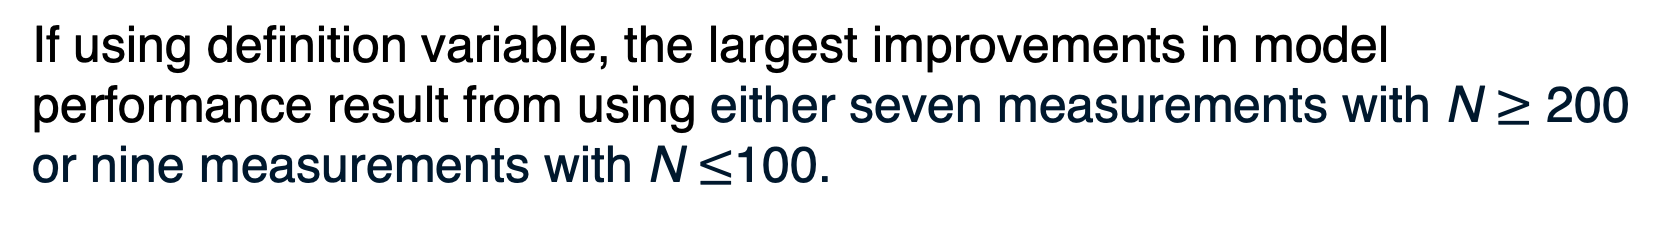 If using definition variable, the largest improvements in model
performance result from using either seven measurements with N ≥ 200
or nine measurements with N ≤100.